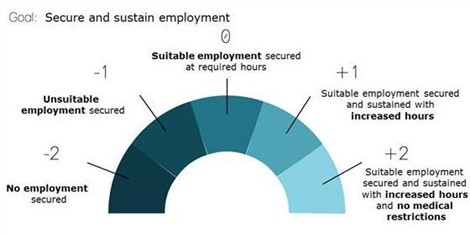 Goal: Secure and sustain employment
0
Suitable employment secured
at required hours
-1
Unsuitable
employment secured
+1
Suitable employment secured
and sustained with
increased hours
-2
No employment
secured
+2
Suitable employment
secured and sustained
with increased hours
and no medical
restrictions